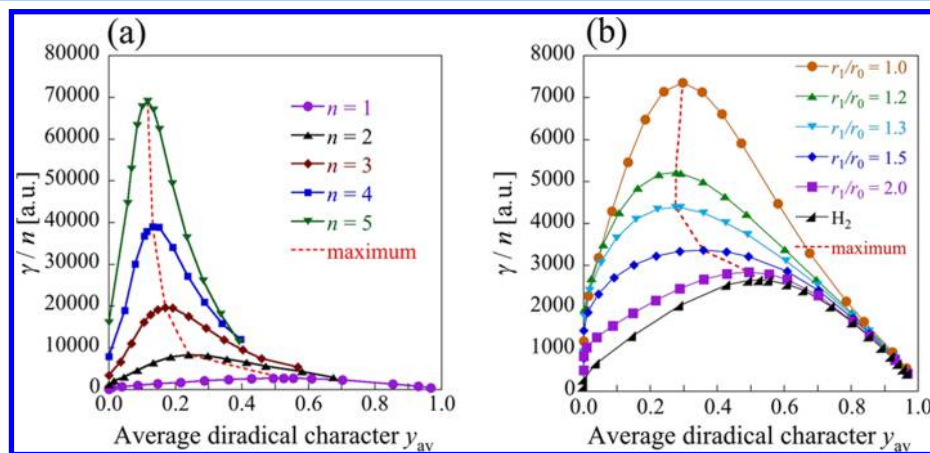 (a)
80000
70000
60000
50000
40000
30000
20000
10000
0
γ / n [a.u.]
n = 1
n = 2
n = 3
n = 4
n = 5
maximum
0.0 0.2 0.4 0.6 0.8 1.0
Average diradical character yav
(b)
8000
7000
6000
5000
4000
3000
2000
1000
0
γ / n [a.u.]
r1/r0 = 1.0
r1/r0 = 1.2
r1/r0 = 1.3
r1/r0 = 1.5
r1/r0 = 2.0
H2
maximum
0.0 0.2 0.4 0.6 0.8 1.0
Average diradical character yav